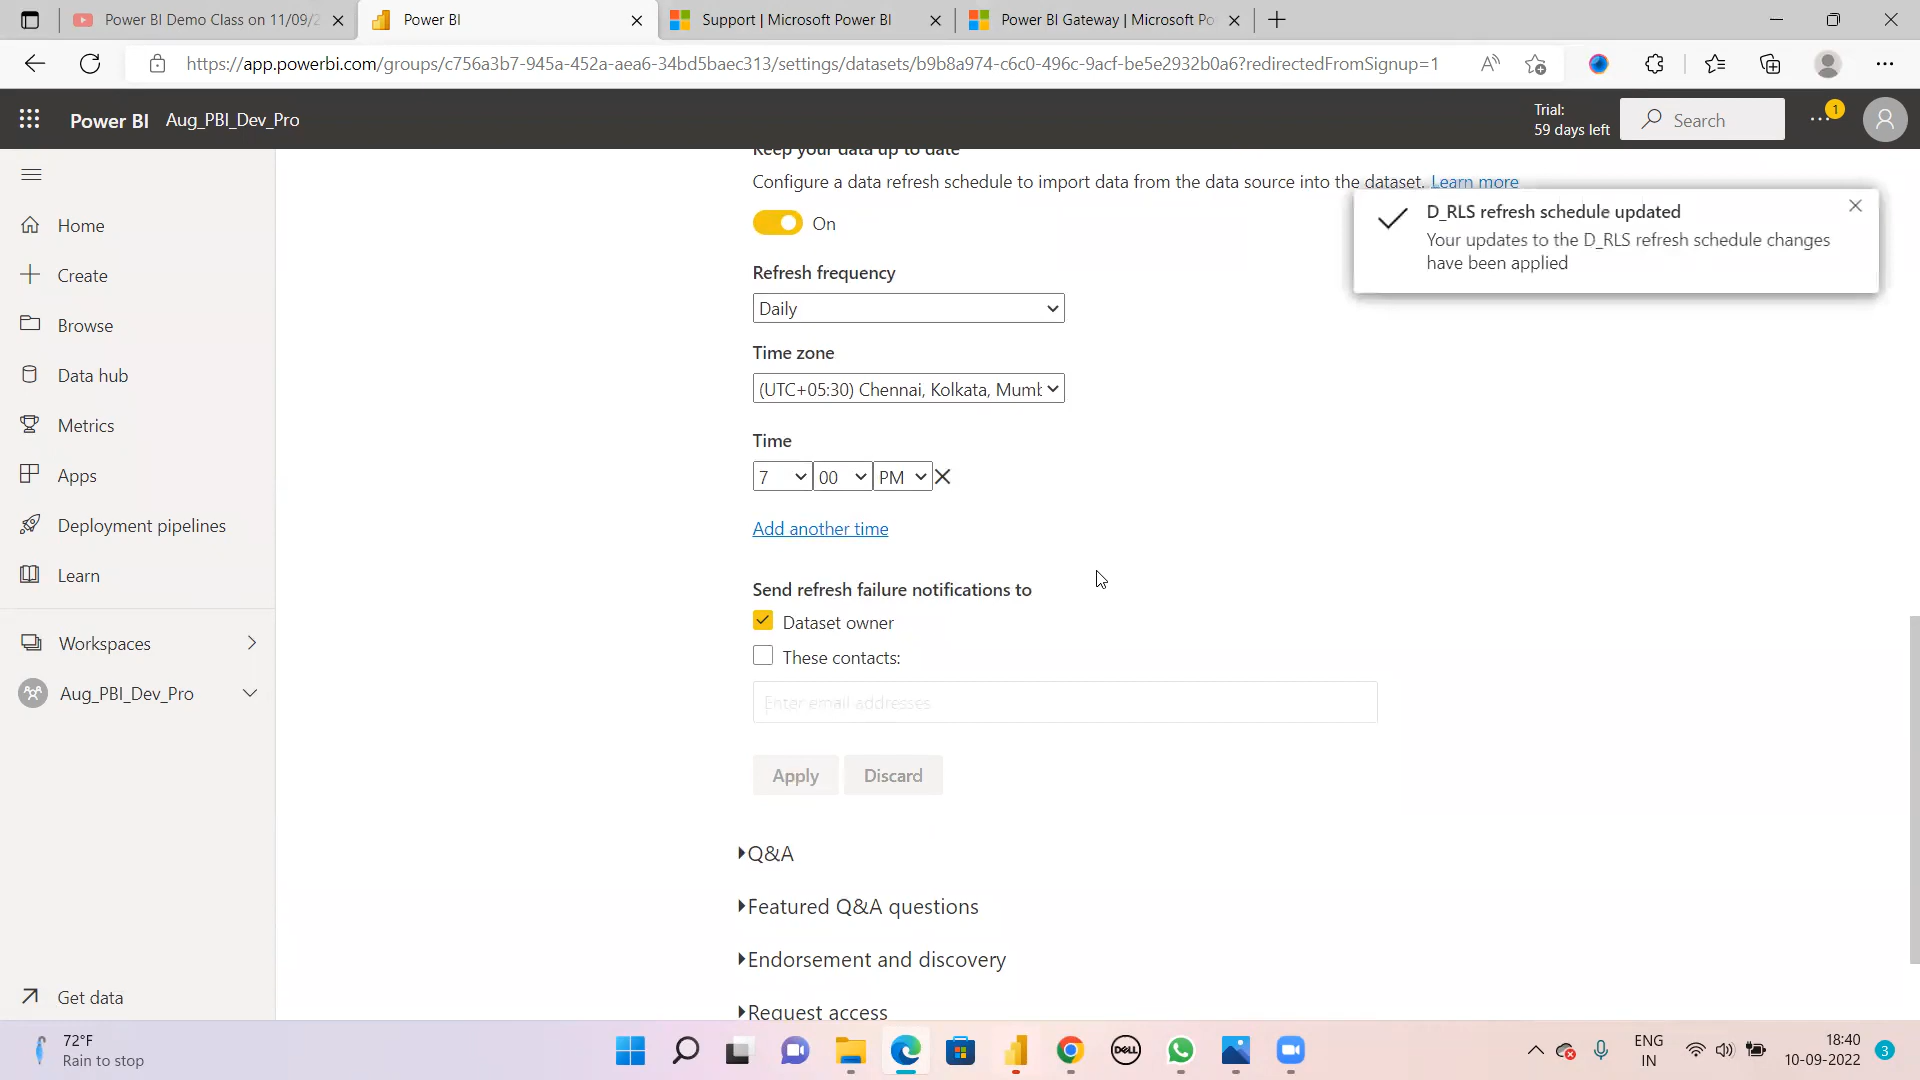 Power BI Demo Class on 11/09/2
Power BI
Support | Microsoft Power BI
Power BI Gateway | Microsoft Po
https://app.powerbi.com/groups/c756a3b7-945a-452a-aea6-34bd5baec313/settings/datasets/b9b8a974-c6c0-496c-9acf-be5e2932b0a6?redirectedFromSignup=1
Power BI Aug_PBI_Dev_Pro
Trial:
59 days left
Search
1
Home
Create
Browse
Data hub
Metrics
Apps
Deployment pipelines
Learn
Workspaces
Aug_PBI_Dev_Pro
Get data
Keep your data up to date
Configure a data refresh schedule to import data from the data source into the dataset. Learn more
On
Refresh frequency
Daily
Time zone
(UTC+05:30) Chennai, Kolkata, Mumb
Time
7 00 PM
Add another time
Send refresh failure notifications to
Dataset owner
These contacts:
Enter email addresses
Apply Discard
Q&A
Featured Q&A questions
Endorsement and discovery
Request access
D_RLS refresh schedule updated
Your updates to the D_RLS refresh schedule changes
have been applied
72°F
Rain to stop
DELL
ENG
IN
18:40
10-09-2022
3